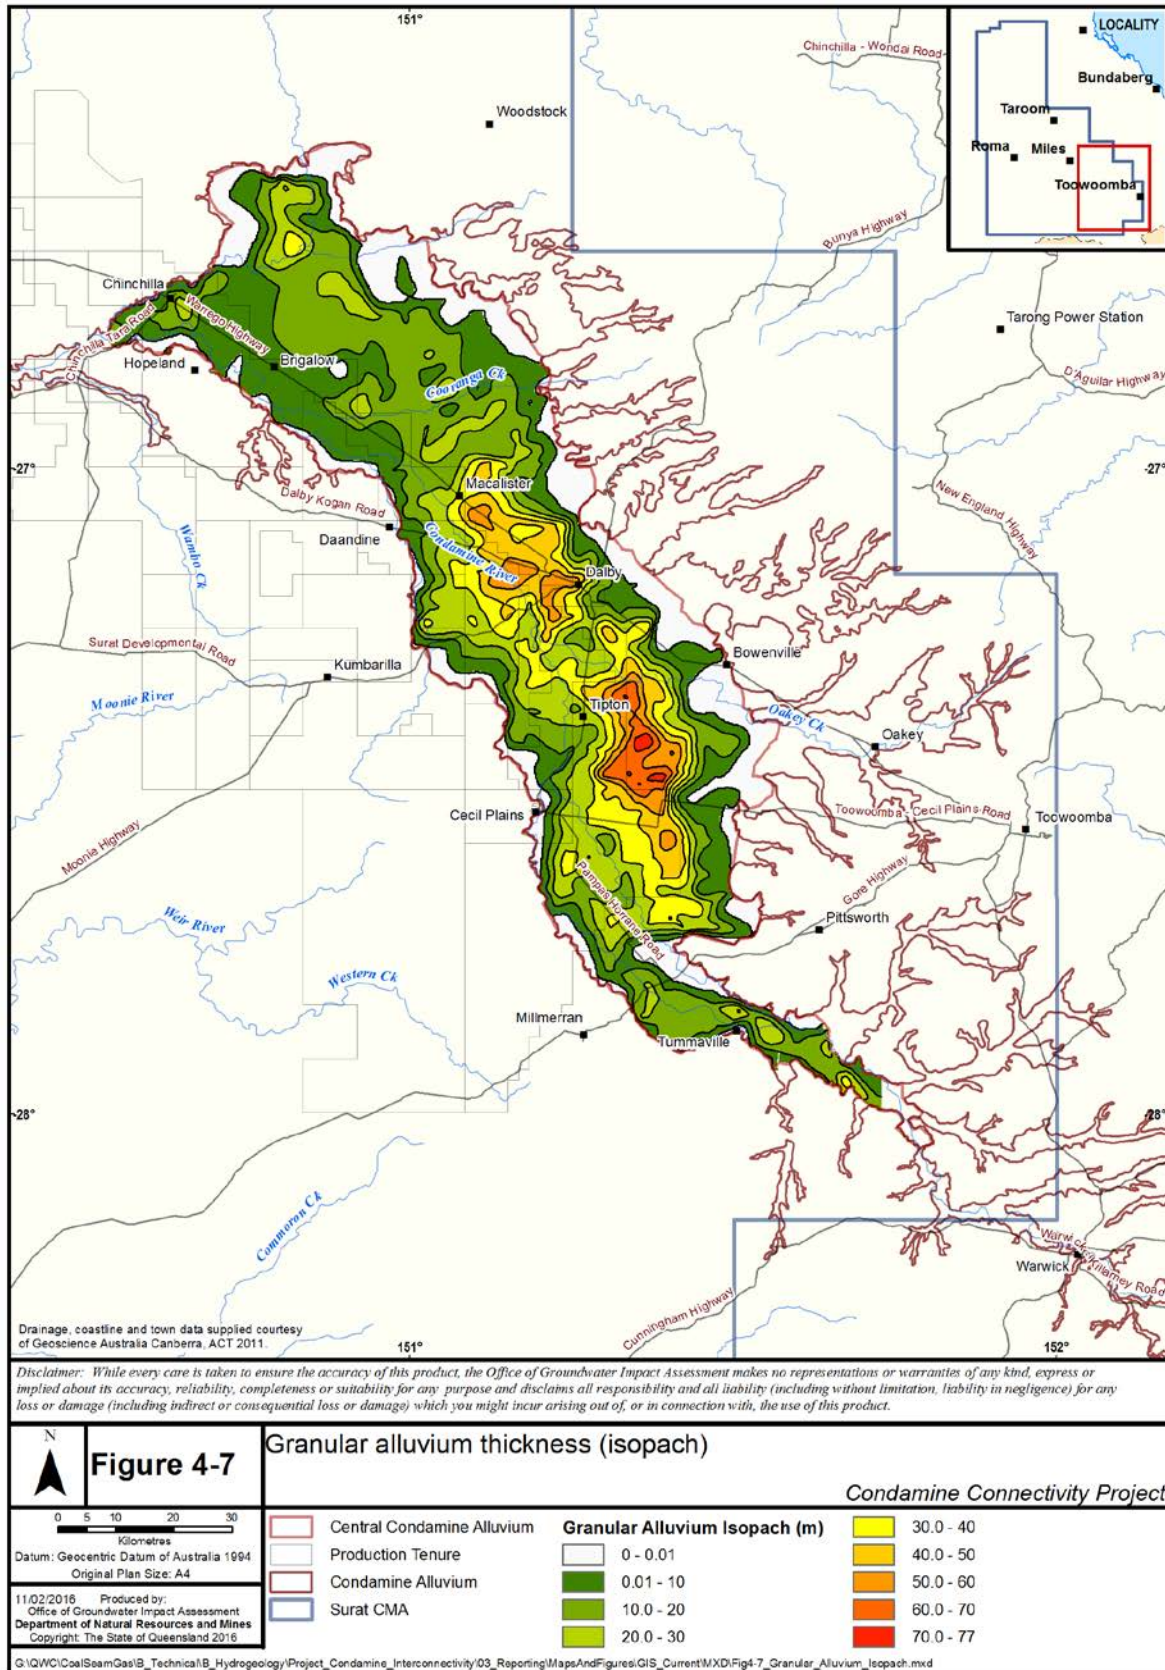 151°
LOCALITY
Bundaberg
Taroom
Roma
Miles
Toowoomba
Chinchilla - Wondai Road
Woodstock
Bunya Highway
Chinchilla
Chinchilla Tara Road
Warrego Highway
Tarong Power Station
Hopeland
Brigalow
Cooranga Ck
D'Aguilar Highway
-27°
-27°
Macalister
New England Highway
Dalby Kogan Road
Daandine
Condamine River
Wambo Ck
Dalby
Surat Developmental Road
Bowenville
Kumbarilla
Moonie River
Tipton
Oakey Ck
Oakey
Cecil Plains
Toowoomba - Cecil Plains Road
Toowoomba
Moonie Highway
Pampas Horrane Road
Gore Highway
Weir River
Pittsworth
Western Ck
Millmerran
Tummaville
-28°
-28°
Commoron Ck
Warwick Killarney Road
Warwick
Cunningham Highway
Drainage, coastline and town data supplied courtesy
of Geoscience Australia Canberra, ACT 2011.
151°
152°
Disclaimer: While every care is taken to ensure the accuracy of this product, the Office of Groundwater Impact Assessment makes no representations or warranties of any kind, express or
implied about its accuracy, reliability, completeness or suitability for any purpose and disclaims all responsibility and all liability (including without limitation, liability in negligence) for any
loss or damage (including indirect or consequential loss or damage) which you might incur arising out of, or in connection with, the use of this product.
N
Figure 4-7
Granular alluvium thickness (isopach)
Condamine Connectivity Project
0 5 10 20 30
Kilometres
Datum: Geocentric Datum of Australia 1994
Original Plan Size: A4
11/02/2016 Produced by:
Office of Groundwater Impact Assessment
Department of Natural Resources and Mines
Copyright: The State of Queensland 2016
Central Condamine Alluvium
Production Tenure
Condamine Alluvium
Surat CMA
Granular Alluvium Isopach (m)
0 - 0.01
0.01 - 10
10.0 - 20
20.0 - 30
30.0 - 40
40.0 - 50
50.0 - 60
60.0 - 70
70.0 - 77
G:\QWC\CoalSeamGas\B_Technical\B_Hydrogeology\Project_Condamine_Interconnectivity\03_Reporting\MapsAndFigures\GIS_Current\MXD\Fig4-7_Granular_Alluvium_Isopach.mxd